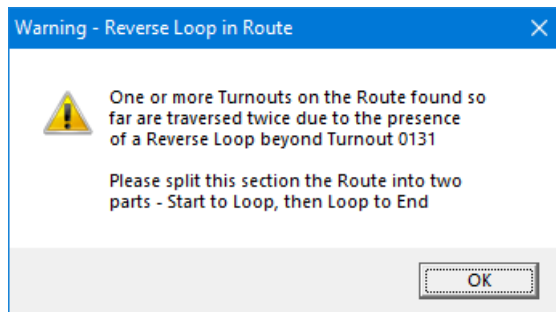 Warning - Reverse Loop in Route
One or more Turnouts on the Route found so
far are traversed twice due to the presence
of a Reverse Loop beyond Turnout 0131
Please split this section the Route into two
parts - Start to Loop, then Loop to End
OK